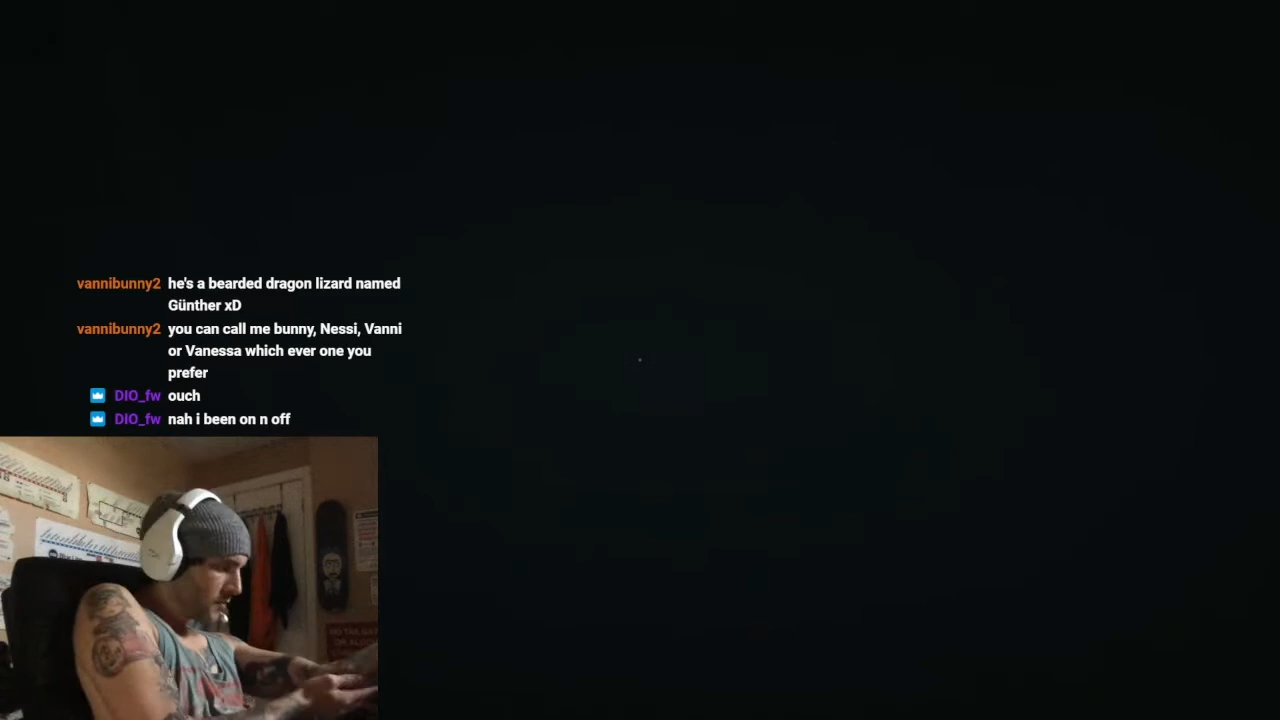 vannibunny2 he's a bearded dragon lizard named
Günther xD
vannibunny2 you can call me bunny, Nessi, Vanni
or Vanessa which ever one you
prefer
DIO_fw ouch
DIO_fw nah i been on n off